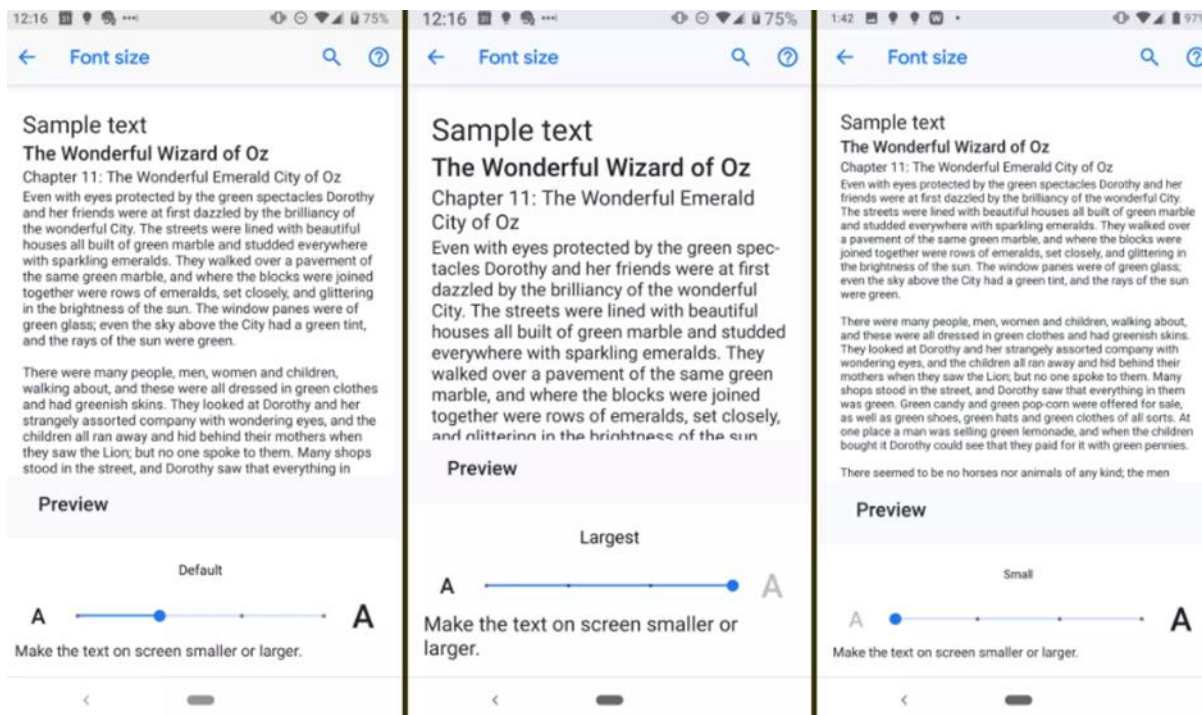 12:16 31 75%
Font size
Sample text
The Wonderful Wizard of Oz
Chapter 11: The Wonderful Emerald City of Oz
Even with eyes protected by the green spectacles Dorothy
and her friends were at first dazzled by the brilliancy of
the wonderful City. The streets were lined with beautiful
houses all built of green marble and studded everywhere
with sparkling emeralds. They walked over a pavement of
the same green marble, and where the blocks were joined
together were rows of emeralds, set closely, and glittering
in the brightness of the sun. The window panes were of
green glass; even the sky above the City had a green tint,
and the rays of the sun were green.
There were many people, men, women and children,
walking about, and these were all dressed in green clothes
and had greenish skins. They looked at Dorothy and her
strangely assorted company with wondering eyes, and the
children all ran away and hid behind their mothers when
they saw the Lion; but no one spoke to them. Many shops
stood in the street, and Dorothy saw that everything in
Preview
Default
A A
Make the text on screen smaller or larger.
12:16 31 75%
Font size
Sample text
The Wonderful Wizard of Oz
Chapter 11: The Wonderful Emerald
City of Oz
Even with eyes protected by the green spec-
tacles Dorothy and her friends were at first
dazzled by the brilliancy of the wonderful
City. The streets were lined with beautiful
houses all built of green marble and studded
everywhere with sparkling emeralds. They
walked over a pavement of the same green
marble, and where the blocks were joined
together were rows of emeralds, set closely,
and glittering in the brightness of the sun
Preview
Largest
A A
Make the text on screen smaller or
larger.
1:42 W 97%
Font size
Sample text
The Wonderful Wizard of Oz
Chapter 11: The Wonderful Emerald City of Oz
Even with eyes protected by the green spectacles Dorothy and her
friends were at first dazzled by the brilliancy of the wonderful City.
The streets were lined with beautiful houses all built of green marble
and studded everywhere with sparkling emeralds. They walked over
a pavement of the same green marble, and where the blocks were
joined together were rows of emeralds, set closely, and glittering in
the brightness of the sun. The window panes were of green glass;
even the sky above the City had a green tint, and the rays of the sun
were green.
There were many people, men, women and children, walking about,
and these were all dressed in green clothes and had greenish skins.
They looked at Dorothy and her strangely assorted company with
wondering eyes, and the children all ran away and hid behind their
mothers when they saw the Lion; but no one spoke to them. Many
shops stood in the street, and Dorothy saw that everything in them
was green. Green candy and green pop-corn were offered for sale,
as well as green shoes, green hats and green clothes of all sorts. At
one place a man was selling green lemonade, and when the children
bought it Dorothy could see that they paid for it with green pennies.
There seemed to be no horses nor animals of any kind; the men
Preview
Small
A A
Make the text on screen smaller or larger.